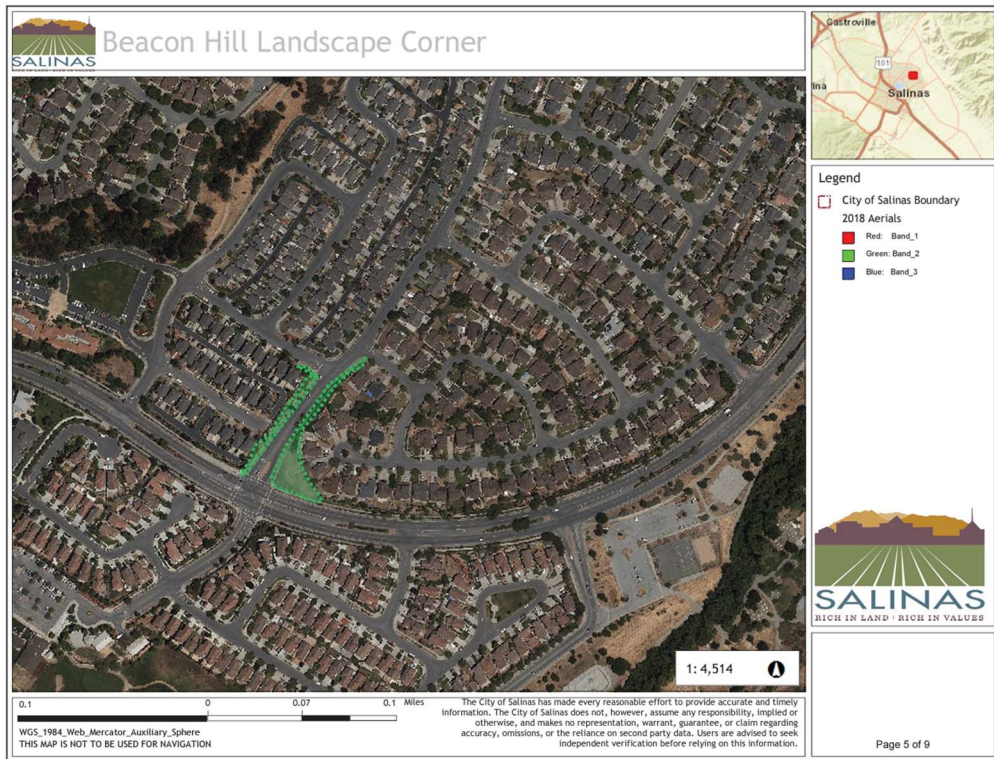 SALINAS
RICH IN LAND | RICH IN VALUES
Beacon Hill Landscape Corner
Castroville
101
ina
Salinas
Legend
City of Salinas Boundary
2018 Aerials
Red: Band_1
Green: Band_2
Blue: Band_3
SALINAS
RICH IN LAND | RICH IN VALUES
1: 4,514
0.1 0 0.07 0.1 Miles
WGS_1984_Web_Mercator_Auxiliary_Sphere
THIS MAP IS NOT TO BE USED FOR NAVIGATION
The City of Salinas has made every reasonable effort to provide accurate and timely
information. The City of Salinas does not, however, assume any responsibility, implied or
otherwise, and makes no representation, warrant, guarantee, or claim regarding
accuracy, omissions, or the reliance on second party data. Users are advised to seek
independent verification before relying on this information.
Page 5 of 9